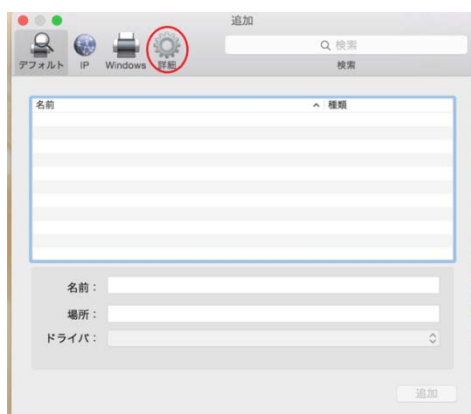 追加
検索
デフォルト IP Windows 詳細 検索
名前 種類
名前：
場所：
ドライバ：
追加